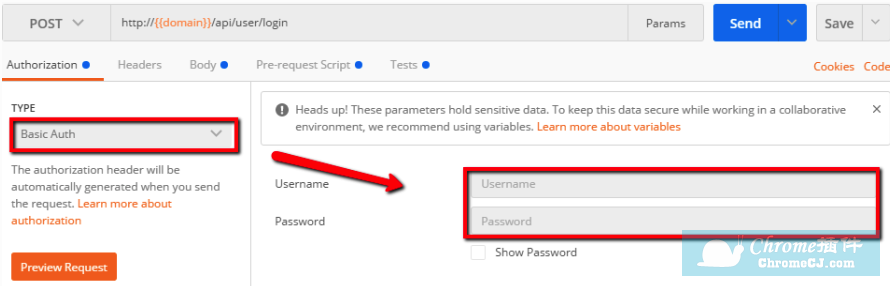 POST http://{{domain}}/api/user/login Params Send Save
Authorization Headers Body Pre-request Script Tests Cookies Code
TYPE
Basic Auth
The authorization header will be
automatically generated when you send
the request. Learn more about
authorization
Preview Request
Heads up! These parameters hold sensitive data. To keep this data secure while working in a collaborative
environment, we recommend using variables. Learn more about variables
Username Username
Password Password
Show Password
Chrome插件
ChromeCJ.com